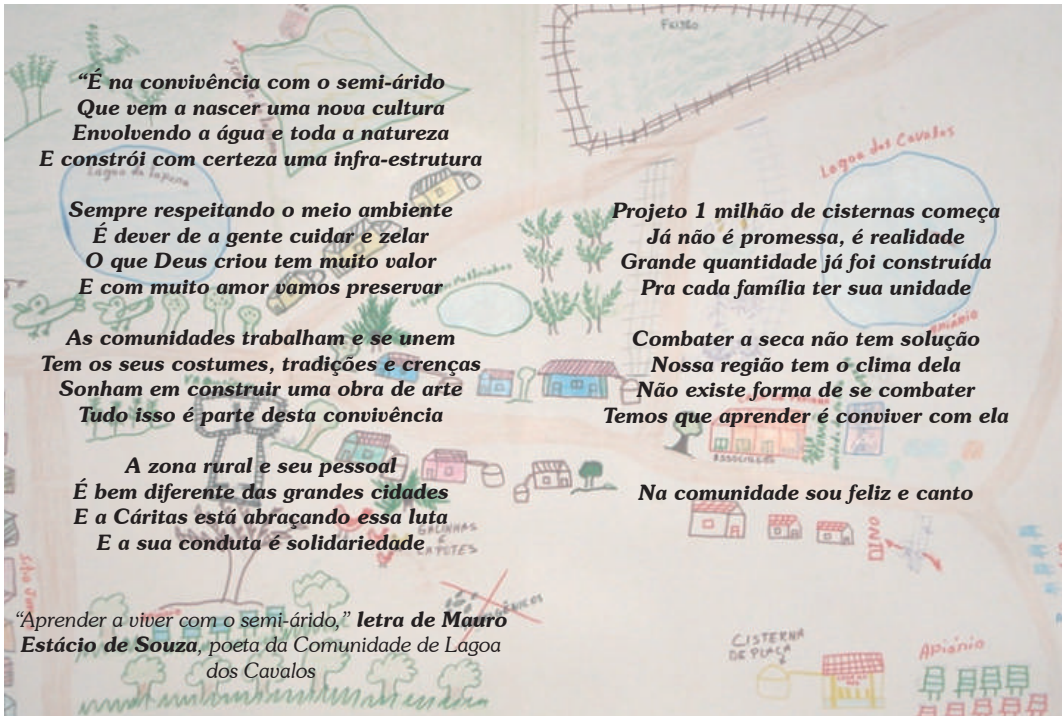 “É na convivência com o semi-árido
Que vem a nascer uma nova cultura
Envolvendo a água e toda a natureza
E constrói com certeza uma infra-estrutura
Sempre respeitando o meio ambiente
É dever de a gente cuidar e zelar
O que Deus criou tem muito valor
E com muito amor vamos preservar
As comunidades trabalham e se unem
Tem os seus costumes, tradições e crenças
Sonham em construir uma obra de arte
Tudo isso é parte desta convivência
A zona rural e seu pessoal
É bem diferente das grandes cidades
E a Cáritas está abraçando essa luta
E a sua conduta é solidariedade
Projeto 1 milhão de cisternas começa
Já não é promessa, é realidade
Grande quantidade já foi construída
Pra cada família ter sua unidade
Combater a seca não tem solução
Nossa região tem o clima dela
Não existe forma de se combater
Temos que aprender é conviver com ela
Na comunidade sou feliz e canto
“Aprender a viver com o semi-árido,” letra de Mauro
Estácio de Souza, poeta da Comunidade de Lagoa
dos Cavalos
FEIJÃO
Lagoa dos Cavalos
APIÁRIO
GALINHAS
E
CAPOTES
CISTERNA
DE PLACA
Apiário